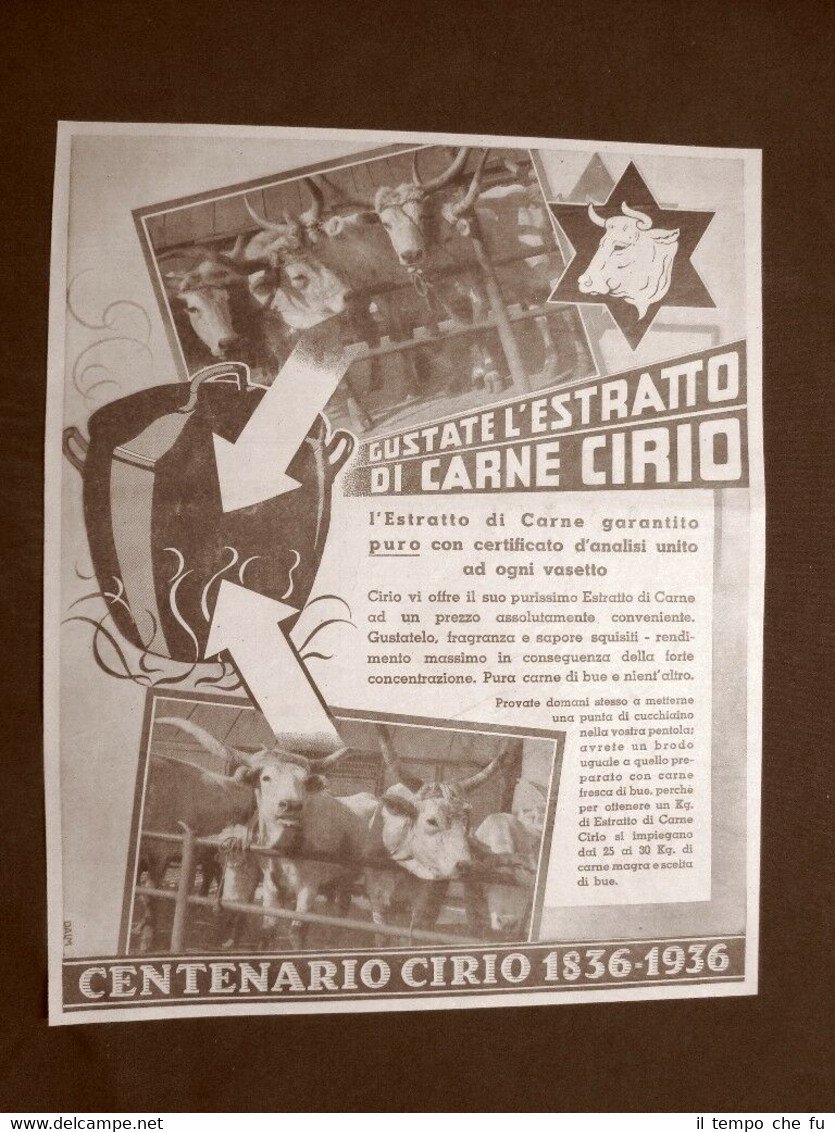 GUSTATE L'ESTRATTO
DI CARNE CIRIO
l'Estratto di Carne garantito
puro con certificato d'analisi unito
ad ogni vasetto
Cirio vi offre il suo purissimo Estratto di Carne
ad un prezzo assolutamente conveniente.
Gustatelo, fragranza e sapore squisiti - rendi-
mento massimo in conseguenza della forte
concentrazione. Pura carne di bue e nient'altro.
Provate domani stesso a metterne
una punta di cucchiaino
nella vostra pentola;
avrete un brodo
uguale a quello pre-
parato con carne
fresca di bue, perchè
per ottenere un Kg.
di Estratto di Carne
Cirio si impiegano
dai 25 ai 30 Kg. di
carne magra e scelta
di bue.
DALM
CENTENARIO CIRIO 1836-1936
Delcampe.net
il tempo che fu